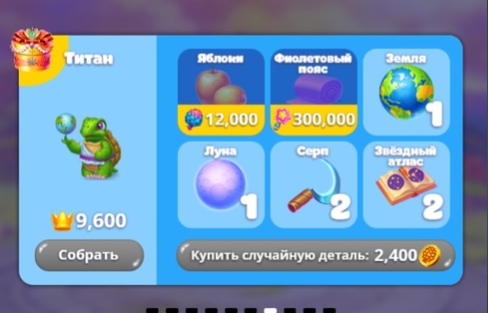 Титан
Яблоки
12,000
Фиолетовый
пояс
300,000
Земля
1
Луна
1
Серп
2
Звёздный
атлас
2
9,600
Собрать
Купить случайную деталь: 2,400